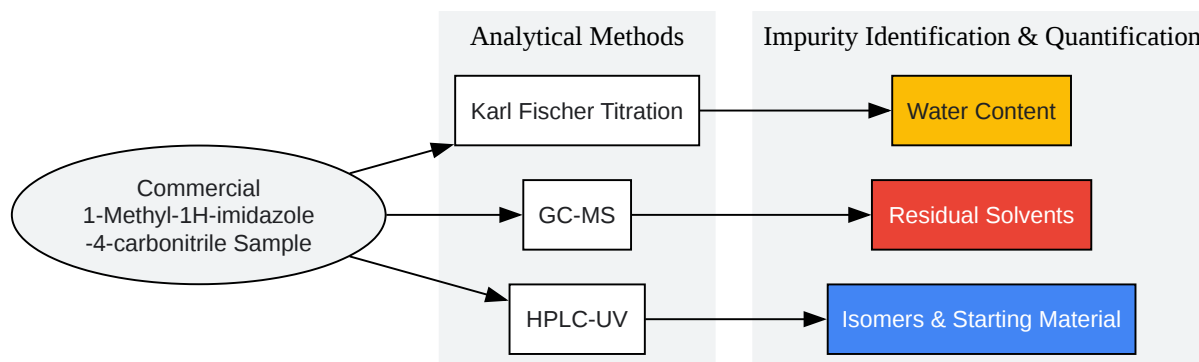 Analytical Methods
Impurity Identification & Quantification
Karl Fischer Titration
Water Content
Commercial
1-Methyl-1H-imidazole
-4-carbonitrile Sample
GC-MS
Residual Solvents
HPLC-UV
Isomers & Starting Material